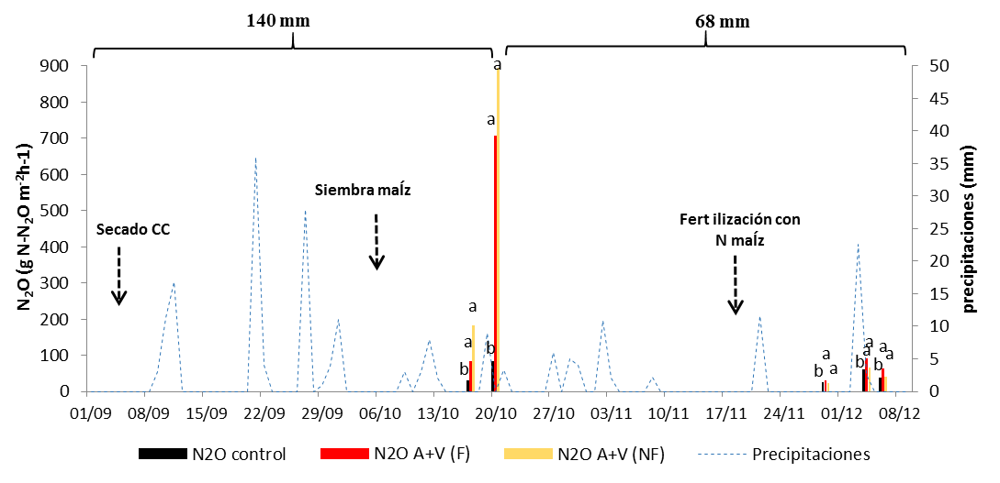 140 mm
68 mm
N₂O (g N-N₂O m⁻²h-1)
900
800
700
600
500
400
300
200
100
0
50
45
40
35
30
25
20
15
10
5
0
precipitaciones (mm)
Secado CC
Siembra maÍz
Fert ilización con
N maÍz
b
a
a
b
a
a
b
a
a
b
a
a
b
a
a
01/09
08/09
15/09
22/09
29/09
06/10
13/10
20/10
27/10
03/11
10/11
17/11
24/11
01/12
08/12
N2O control
N2O A+V (F)
N2O A+V (NF)
Precipitaciones